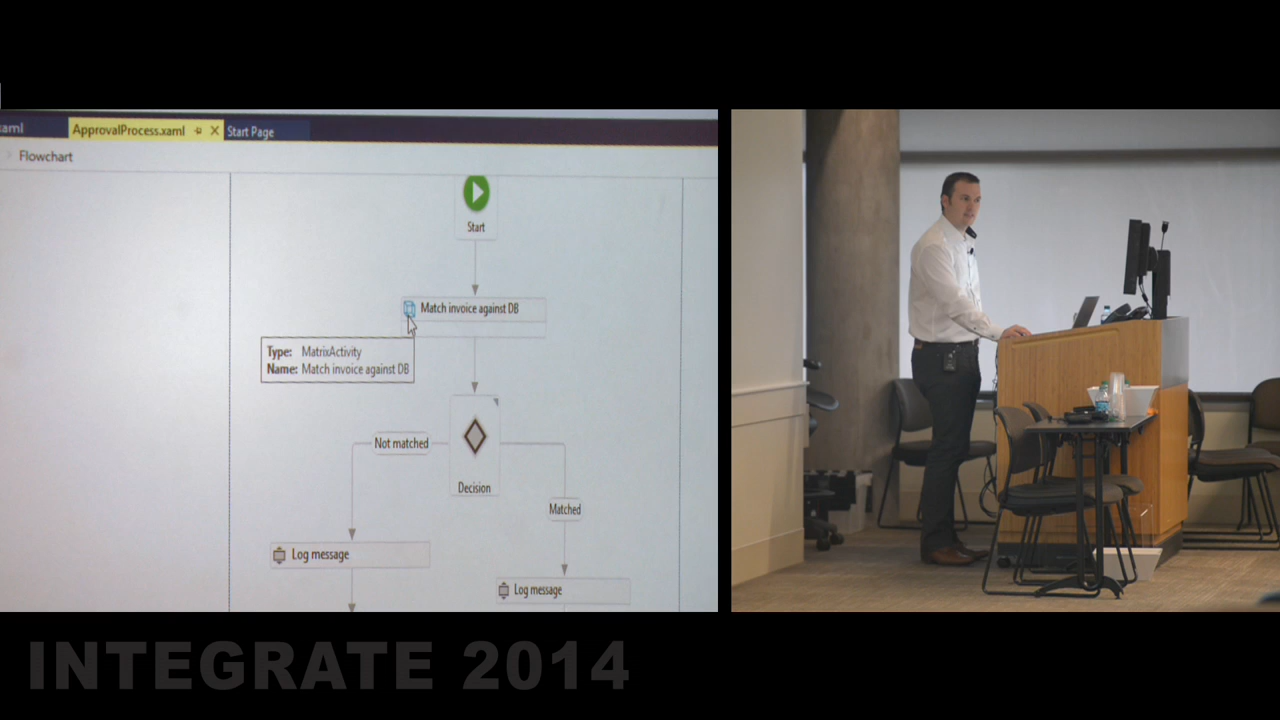 ApprovalProcess.xaml
Start Page
Flowchart
Start
Match invoice against DB
Type: MatrixActivity
Name: Match invoice against DB
Not matched
Decision
Matched
Log message
Log message
INTEGRATE 2014